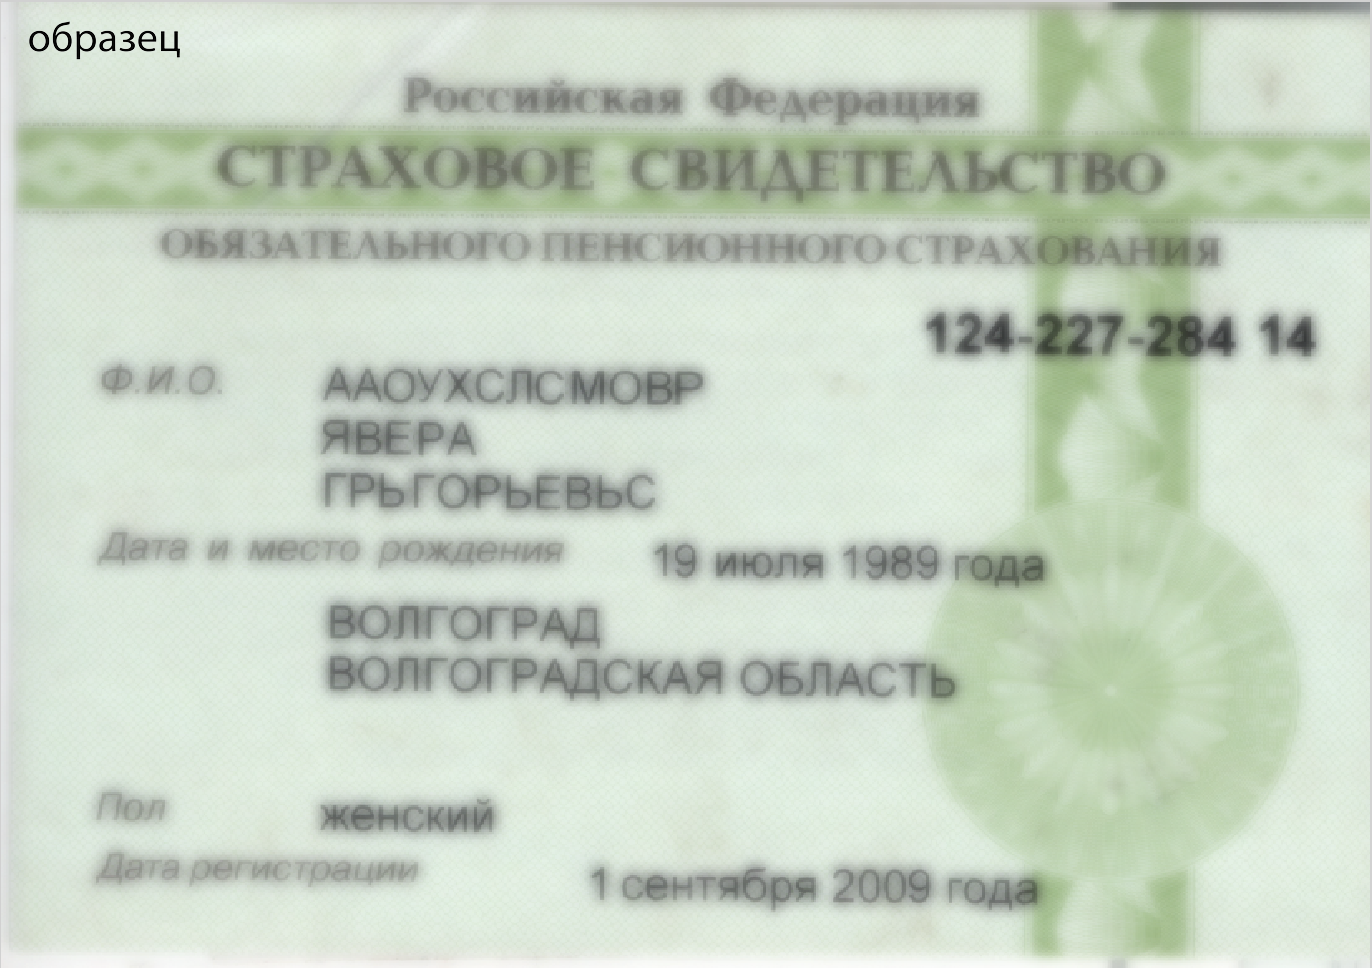 образец
Российская Федерация
СТРАХОВОЕ СВИДЕТЕЛЬСТВО
ОБЯЗАТЕЛЬНОГО ПЕНСИОННОГО СТРАХОВАНИЯ
124-227-284 14
Ф.И.О. ААОУХСЛСМОВР
ЯВЕРА
ГРЬГОРЬЕВЬС
Дата и место рождения 19 июля 1989 года
ВОЛГОГРАД
ВОЛГОГРАДСКАЯ ОБЛАСТЬ
Пол женский
Дата регистрации 1 сентября 2009 года